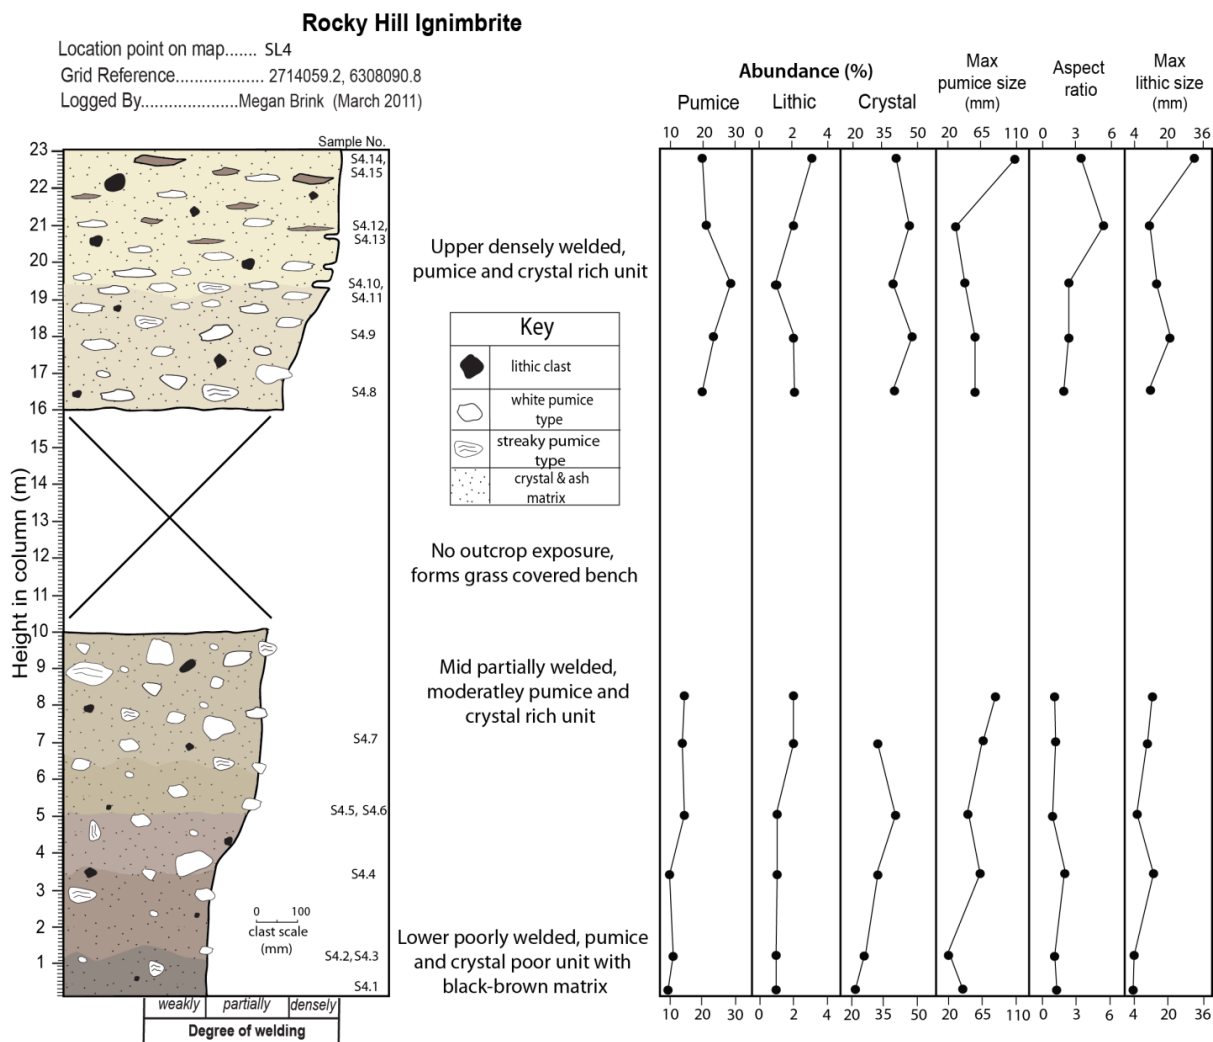 Rocky Hill Ignimbrite
Location point on map....... SL4
Grid Reference................... 2714059.2, 6308090.8
Logged By......................Megan Brink (March 2011)
Sample No.
23
22
21
20
19
18
17
16
15
14
13
12
11
10
9
8
7
6
5
4
3
2
1
Height in column (m)
S4.14,
S4.15
S4.12,
S4.13
S4.10,
S4.11
S4.9
S4.8
S4.7
S4.5, S4.6
S4.4
S4.2, S4.3
S4.1
0 100
clast scale
(mm)
weakly partially densely
Degree of welding
Upper densely welded,
pumice and crystal rich unit
Key
lithic clast
white pumice
type
streaky pumice
type
crystal & ash
matrix
No outcrop exposure,
forms grass covered bench
Mid partially welded,
moderatley pumice and
crystal rich unit
Lower poorly welded, pumice
and crystal poor unit with
black-brown matrix
Abundance (%)
Pumice Lithic Crystal
Max
pumice size
(mm)
Aspect
ratio
Max
lithic size
(mm)
10 20 30 0 2 4 20 35 50 20 65 110 0 3 6 4 20 36
10 20 30 0 2 4 20 35 50 20 65 110 0 3 6 4 20 36